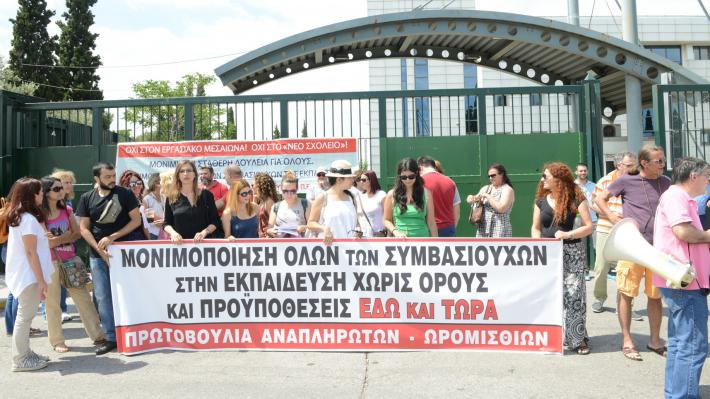 ΟΧΙ ΣΤΟΝ ΕΡΓΑΣΙΑΚΟ ΜΕΣΑΙΩΝΑ! ΟΧΙ ΣΤΟ «ΝΕΟ ΣΧΟΛΕΙΟ»!
ΜΟΝΙΜΗ ΣΤΑΘΕΡΗ ΔΟΥΛΕΙΑ ΓΙΑ ΟΛΟΥΣ.
ΜΟΝΙΜΟΠΟΙΗΣΗ ΟΛΩΝ ΤΩΝ ΣΥΜΒΑΣΙΟΥΧΩΝ
ΣΤΗΝ ΕΚΠΑΙΔΕΥΣΗ ΧΩΡΙΣ ΟΡΟΥΣ
ΚΑΙ ΠΡΟΫΠΟΘΕΣΕΙΣ ΕΔΩ ΚΑΙ ΤΩΡΑ
ΠΡΩΤΟΒΟΥΛΙΑ ΑΝΑΠΛΗΡΩΤΩΝ - ΩΡΟΜΙΣΘΙΩΝ